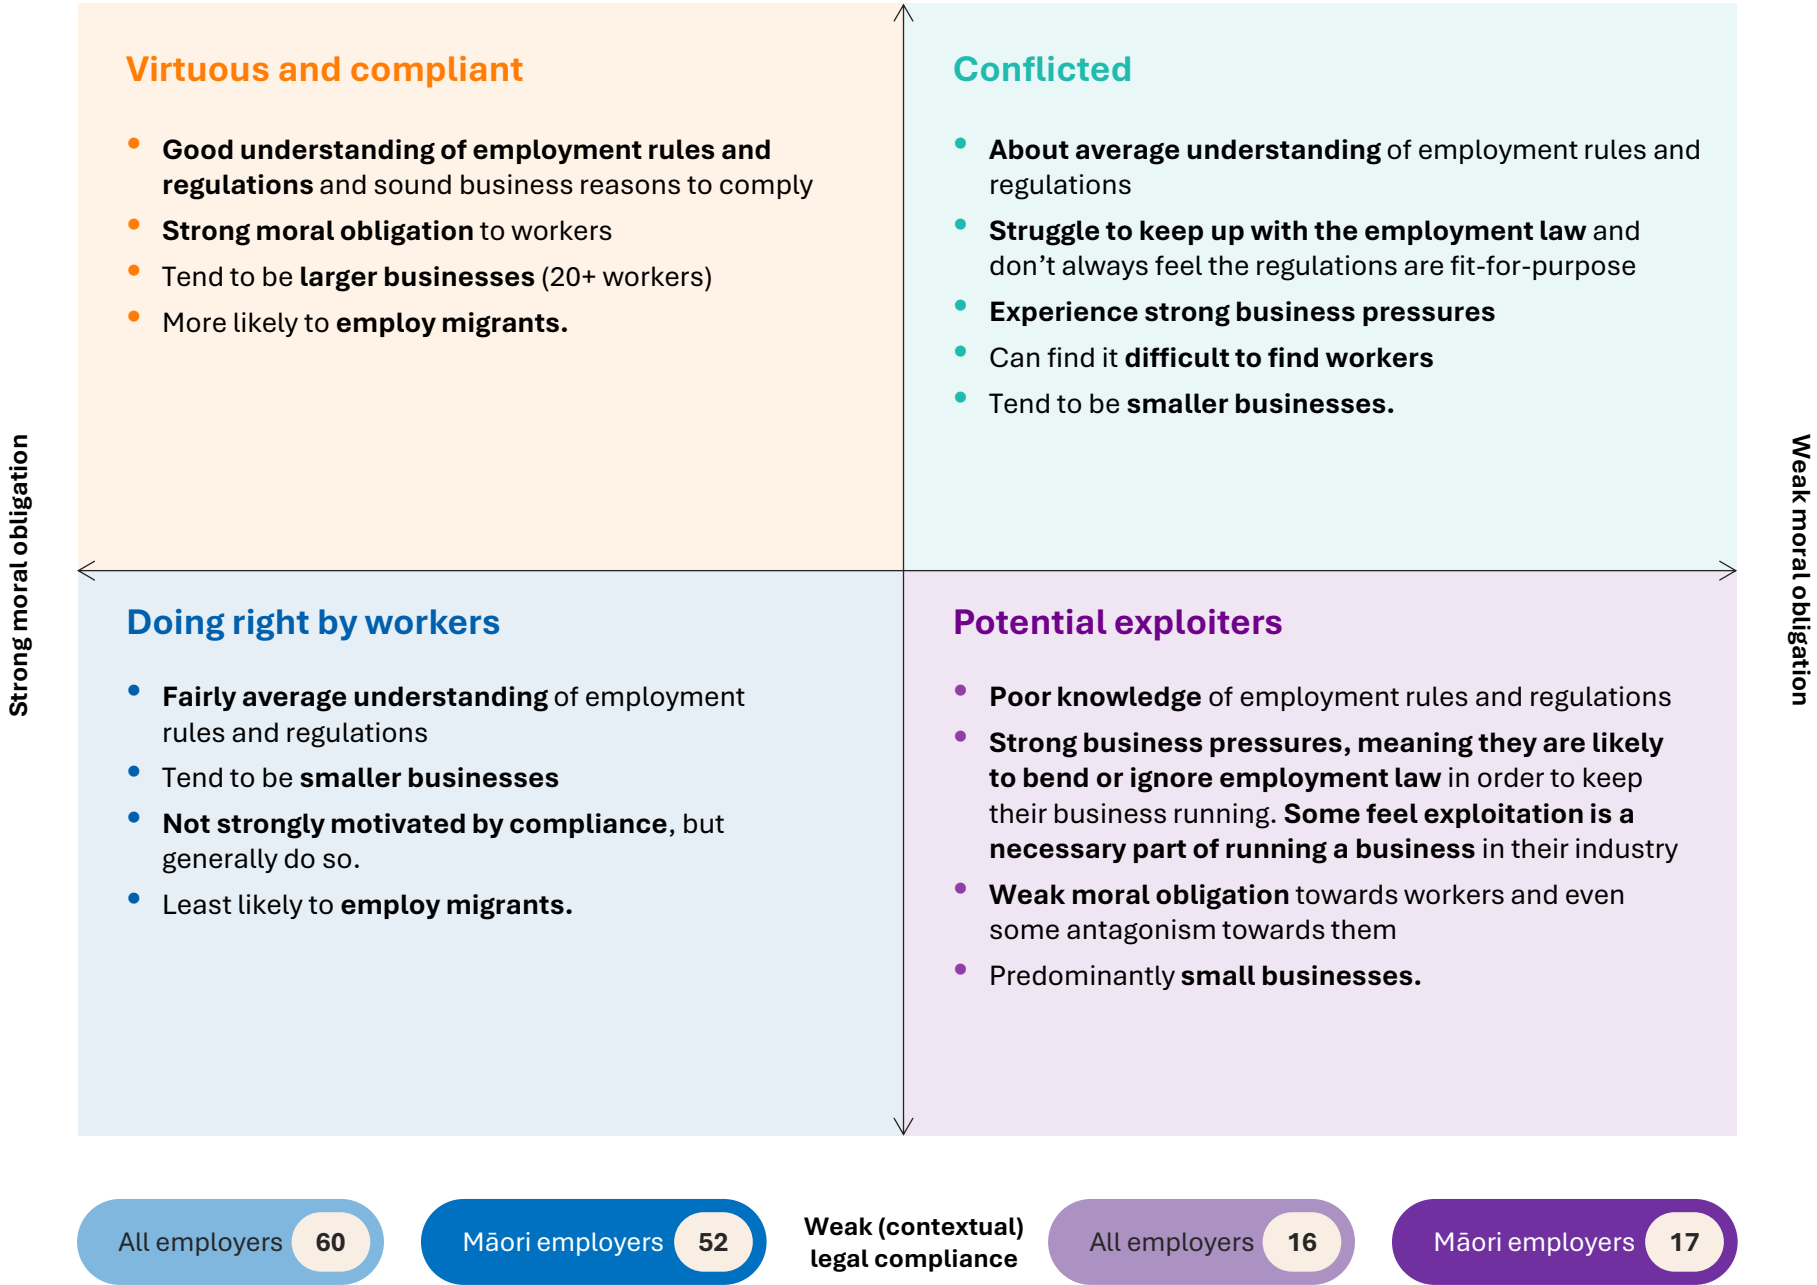 Virtuous and compliant
Good understanding of employment rules and
regulations and sound business reasons to comply
Strong moral obligation to workers
Tend to be larger businesses (20+ workers)
More likely to employ migrants.
Conflicted
About average understanding of employment rules and
regulations
Struggle to keep up with the employment law and
don’t always feel the regulations are fit-for-purpose
Experience strong business pressures
Can find it difficult to find workers
Tend to be smaller businesses.
Strong moral obligation
Weak moral obligation
Doing right by workers
Fairly average understanding of employment
rules and regulations
Tend to be smaller businesses
Not strongly motivated by compliance, but
generally do so.
Least likely to employ migrants.
Potential exploiters
Poor knowledge of employment rules and regulations
Strong business pressures, meaning they are likely
to bend or ignore employment law in order to keep
their business running. Some feel exploitation is a
necessary part of running a business in their industry
Weak moral obligation towards workers and even
some antagonism towards them
Predominantly small businesses.
All employers 60
Māori employers 52
Weak (contextual)
legal compliance
All employers 16
Māori employers 17